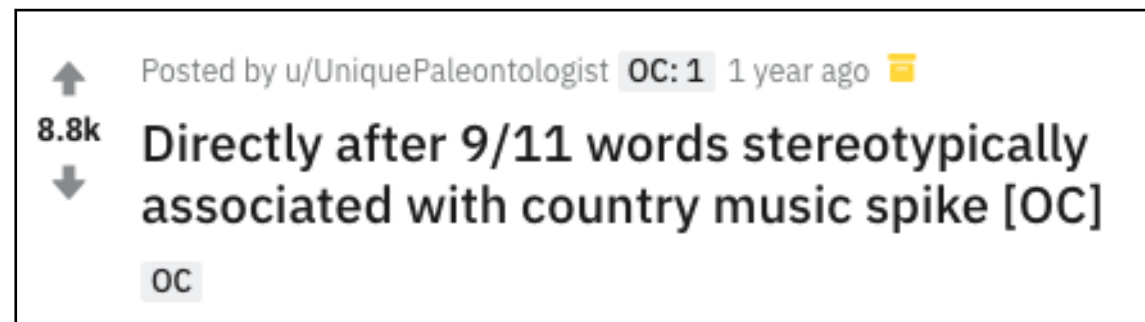 Posted by u/UniquePaleontologist OC: 1 1 year ago
8.8k
Directly after 9/11 words stereotypically
associated with country music spike [OC]
OC